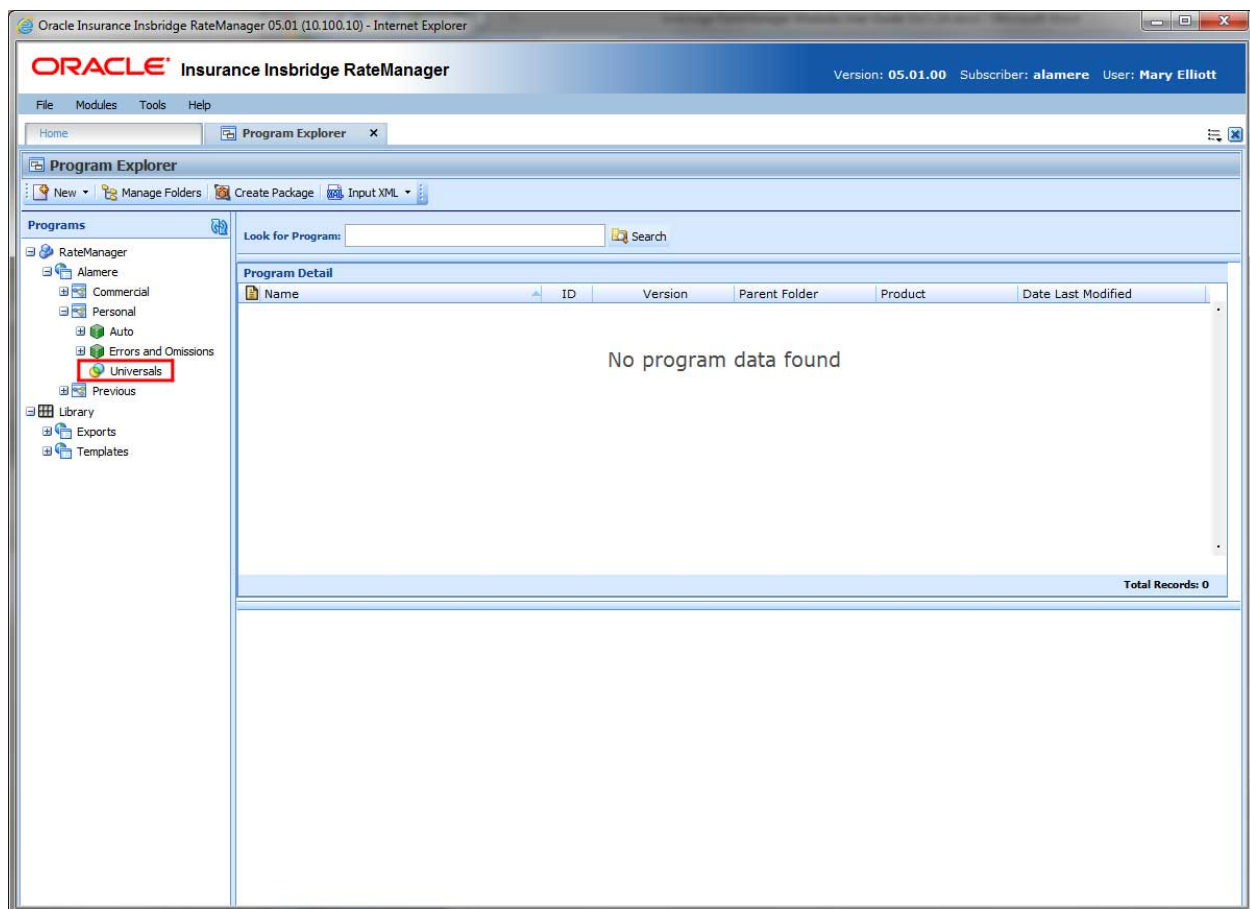 Oracle Insurance Insbridge RateManager 05.01 (10.100.10) - Internet Explorer
ORACLE Insurance Insbridge RateManager
Version: 05.01.00 Subscriber: alamere User: Mary Elliott
File Modules Tools Help
Home Program Explorer x
Program Explorer
New Manage Folders Create Package XML Input XML
Programs
Look for Program: Search
RateManager
Alamere
Commercial
Personal
Auto
Errors and Omissions
Universals
Previous
Library
Exports
Templates
Program Detail
Name ID Version Parent Folder Product Date Last Modified
No program data found
Total Records: 0